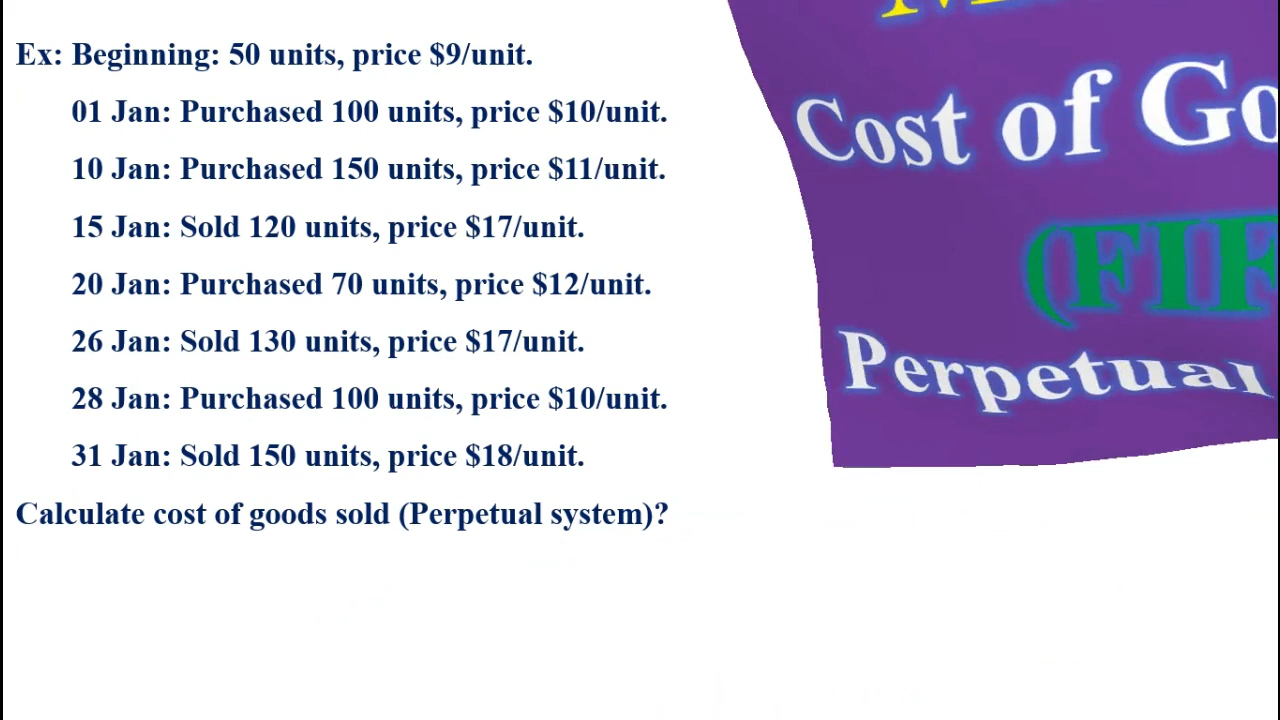 Ex: Beginning: 50 units, price $9/unit.
01 Jan: Purchased 100 units, price $10/unit.
10 Jan: Purchased 150 units, price $11/unit.
15 Jan: Sold 120 units, price $17/unit.
20 Jan: Purchased 70 units, price $12/unit.
26 Jan: Sold 130 units, price $17/unit.
28 Jan: Purchased 100 units, price $10/unit.
31 Jan: Sold 150 units, price $18/unit.
Calculate cost of goods sold (Perpetual system)?
Cost of Go
(FIF
Perpetual